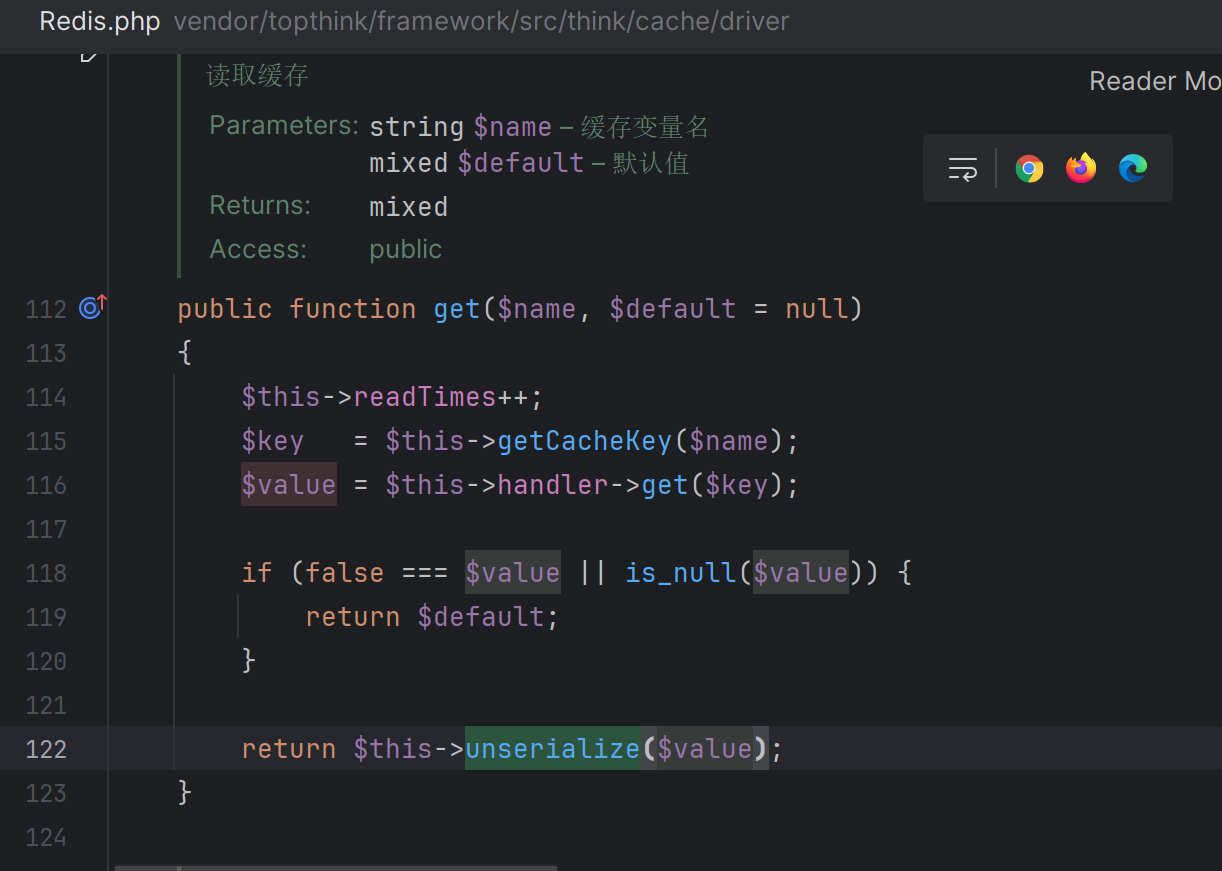 Redis.php vendor/topthink/framework/src/think/cache/driver
读取缓存
Reader Mo
Parameters: string $name – 缓存变量名
mixed $default – 默认值
Returns: mixed
Access: public
112 public function get($name, $default = null)
113 {
114 $this->readTimes++;
115 $key   = $this->getCacheKey($name);
116 $value = $this->handler->get($key);
117
118 if (false === $value || is_null($value)) {
119 return $default;
120 }
121
122 return $this->unserialize($value);
123 }
124